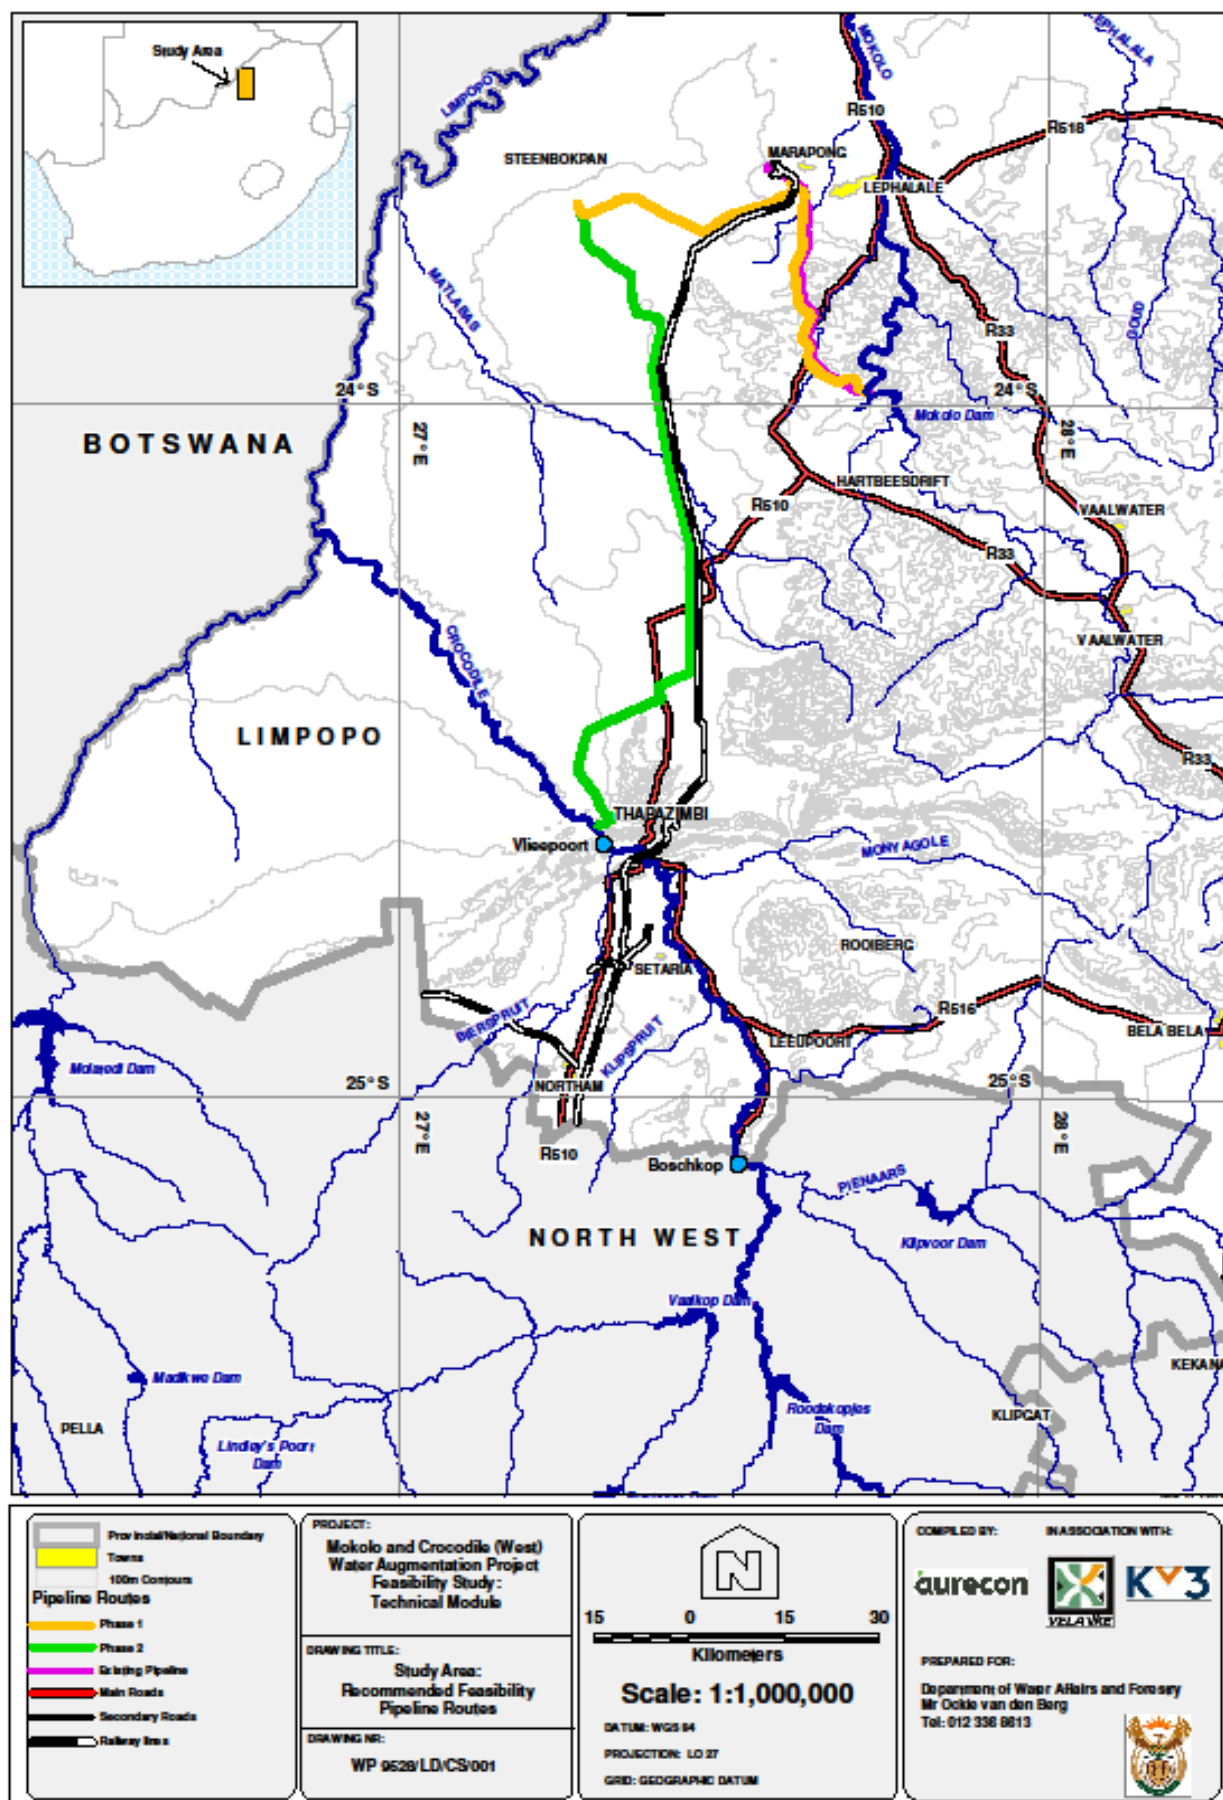 Study Area
LIMPOPO
MOKOLO
LEPHALALA
R510
R518
STEENBOKPAN
MARAPONG
LEPHALALE
MATLABAS
GOUD
R33
24°S
24°S
Mokolo Dam
BOTSWANA
27°E
28°E
HARTBEESDRIFT
R510
VAALWATER
R33
CROCODILE
VAALWATER
LIMPOPO
R33
THABAZIMBI
Vlieepoort
MONYAGOLE
ROOIBERG
SETARIA
R516
BIERSPRUIT
KLIPSPRUIT
LEEUPOORT
BELA BELA
Molatedi Dam
25°S
NORTHAM
25°S
27°E
28°E
R510
Boschkop
PIENAARS
NORTH WEST
Klipvoor Dam
Vaalkop Dam
KEKANA
Madikwe Dam
Roodekopjes
Dam
KLIPGAT
PELLA
Lindley's Poort
Dam
Provincial/National Boundary
Towns
100m Contours
Pipeline Routes
Phase 1
Phase 2
Existing Pipeline
Main Roads
Secondary Roads
Railway lines
PROJECT:
Mokolo and Crocodile (West)
Water Augmentation Project
Feasibility Study:
Technical Module
DRAWING TITLE:
Study Area:
Recommended Feasibility
Pipeline Routes
DRAWING NR:
WP 9528/LD/CS/001
N
15 0 15 30
Kilometers
Scale: 1:1,000,000
DATUM: WGS 84
PROJECTION: LO 27
GRID: GEOGRAPHIC DATUM
COMPILED BY: IN ASSOCIATION WITH:
aurecon
VELA VKE
KV3
PREPARED FOR:
Department of Water Affairs and Forestry
Mr Ockie van den Berg
Tel: 012 336 8613